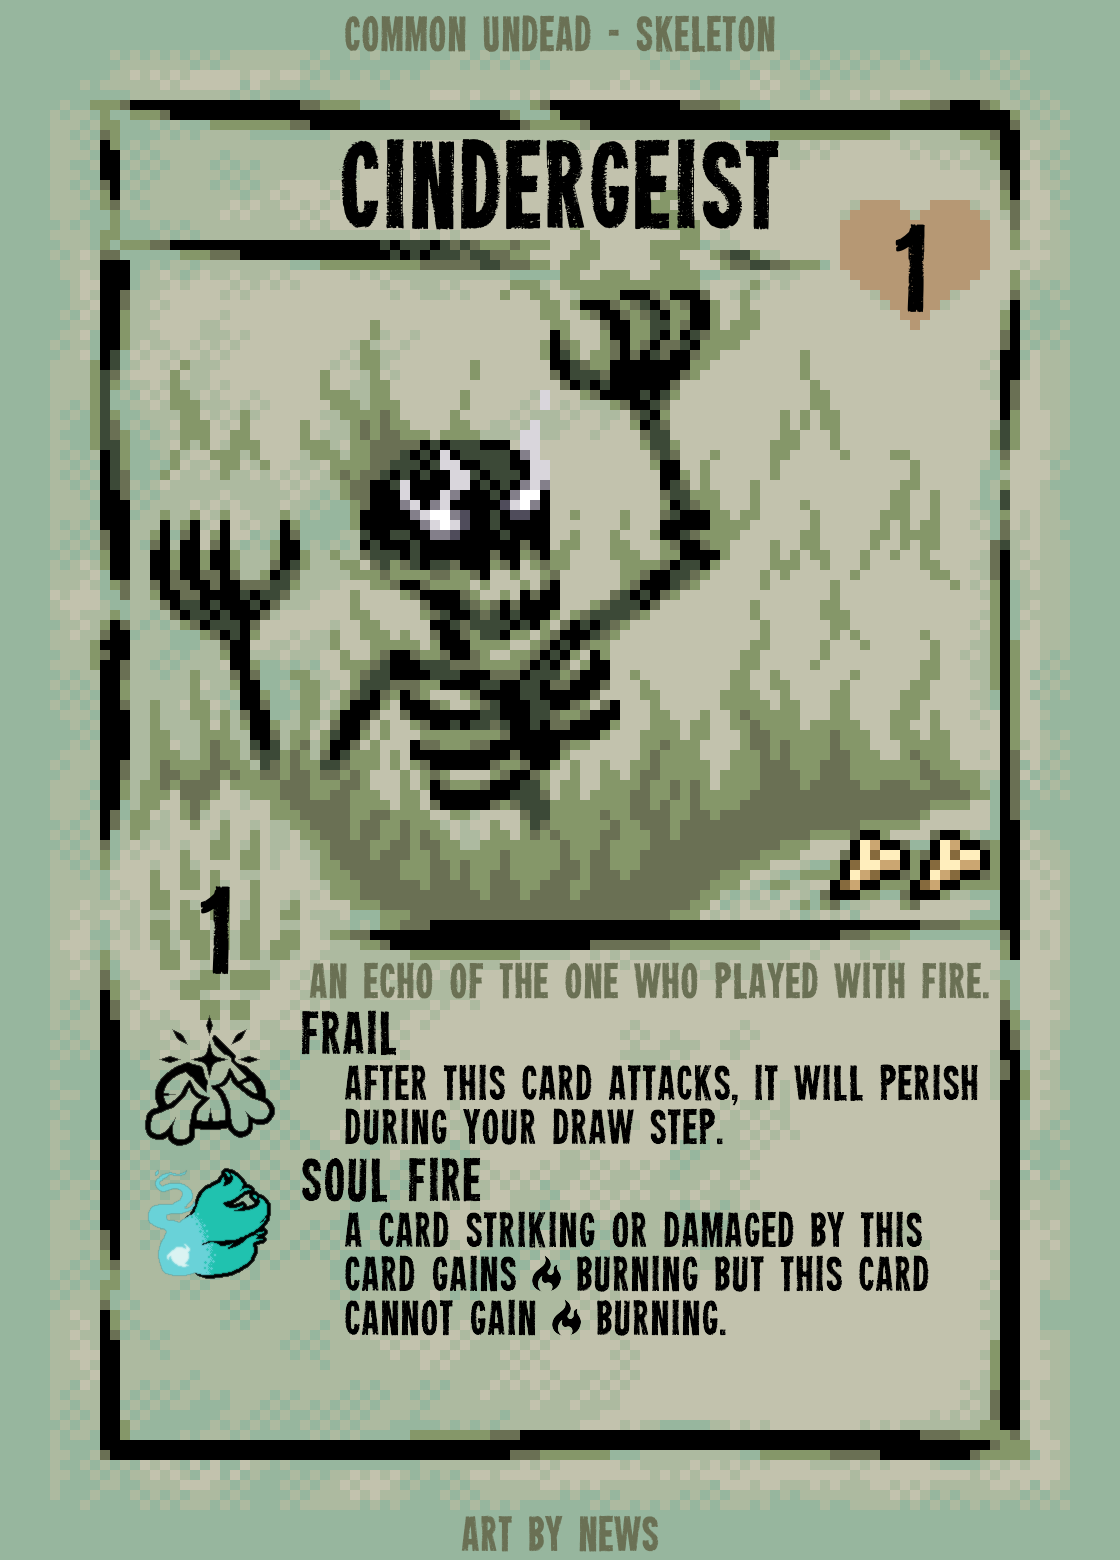 COMMON UNDEAD - SKELETON
CINDERGEIST
1
1
AN ECHO OF THE ONE WHO PLAYED WITH FIRE.
FRAIL
AFTER THIS CARD ATTACKS, IT WILL PERISH
DURING YOUR DRAW STEP.
SOUL FIRE
A CARD STRIKING OR DAMAGED BY THIS
CARD GAINS BURNING BUT THIS CARD
CANNOT GAIN BURNING.
ART BY NEWS